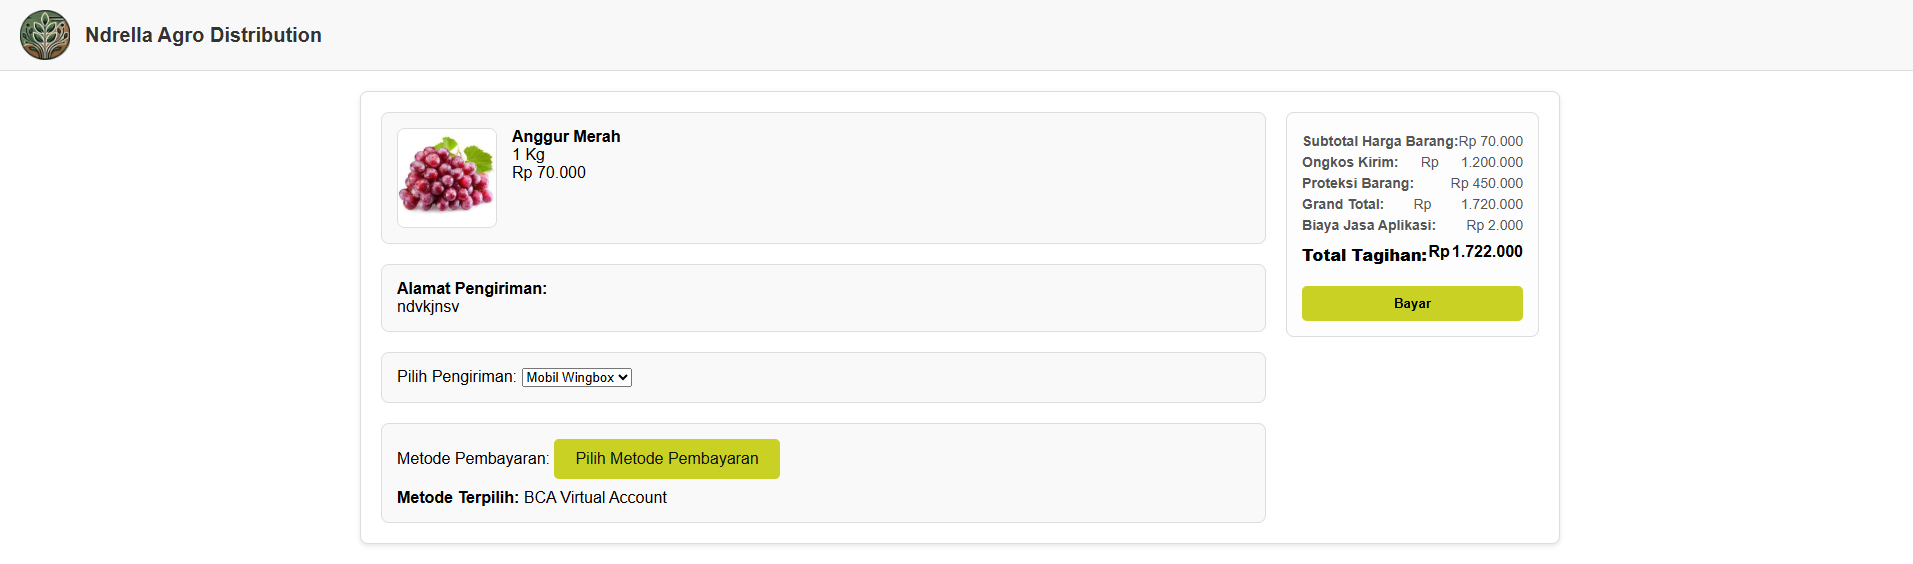 Ndrella Agro Distribution
Anggur Merah
1 Kg
Rp 70.000
Alamat Pengiriman:
ndvkjnsv
Pilih Pengiriman: Mobil Wingbox
Metode Pembayaran: Pilih Metode Pembayaran
Metode Terpilih: BCA Virtual Account
Subtotal Harga Barang: Rp 70.000
Ongkos Kirim: Rp 1.200.000
Proteksi Barang: Rp 450.000
Grand Total: Rp 1.720.000
Biaya Jasa Aplikasi: Rp 2.000
Total Tagihan: Rp 1.722.000
Bayar